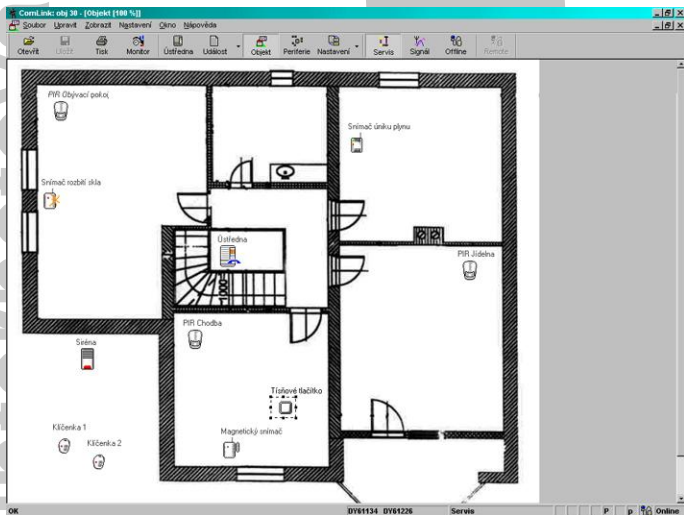 ComLink: obj 30 - [Objekt [100 %]]
Soubor Upravit Zobrazit Nastavení Okno Nápověda
Otevřít Uložit Tisk Monitor Ústředna Událost Objekt Periferie Nastavení Servis Signál Offline Remote
PIR Obývací pokoj
Snímač úniku plynu
Snímač rozbití skla
Ústředna
PIR Jídelna
1000
PIR Chodba
Siréna
Tísňové tlačítko
Klíčenka 1
Klíčenka 2
Magnetický snímač
OK DY61134 DY61226 Servis P p Online